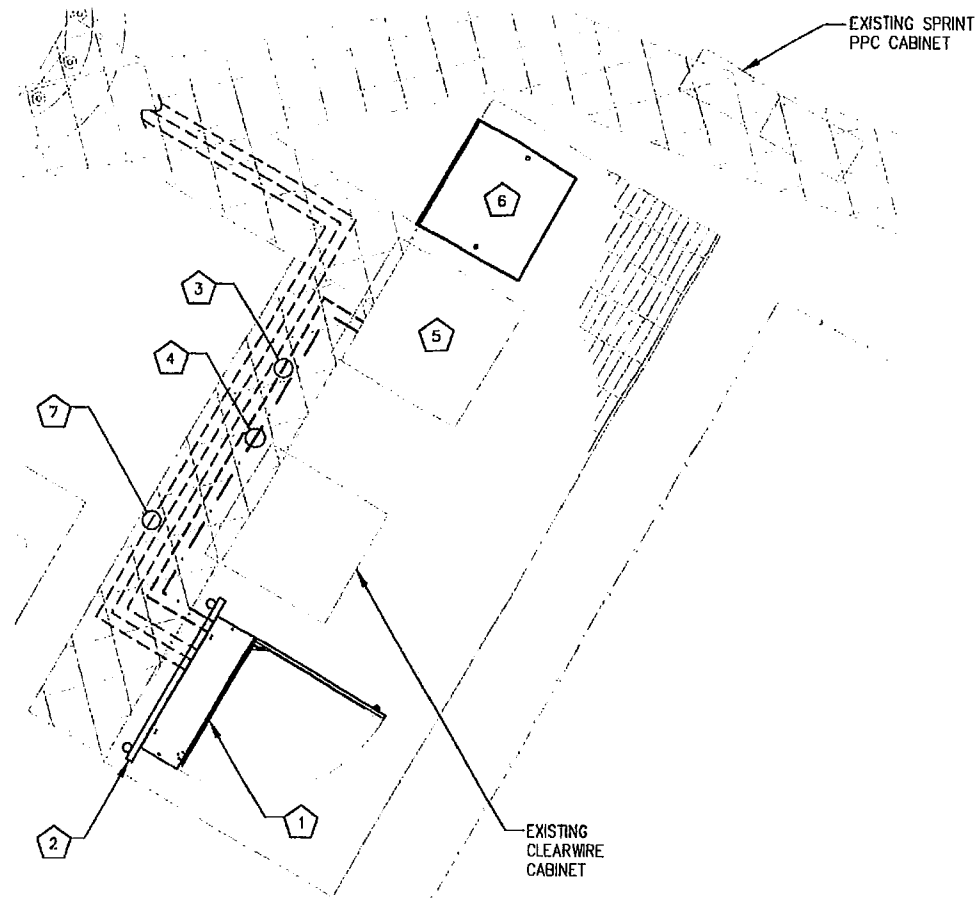 EXISTING SPRINT
PPC CABINET
6
3
5
4
7
1
2
EXISTING
CLEARWIRE
CABINET